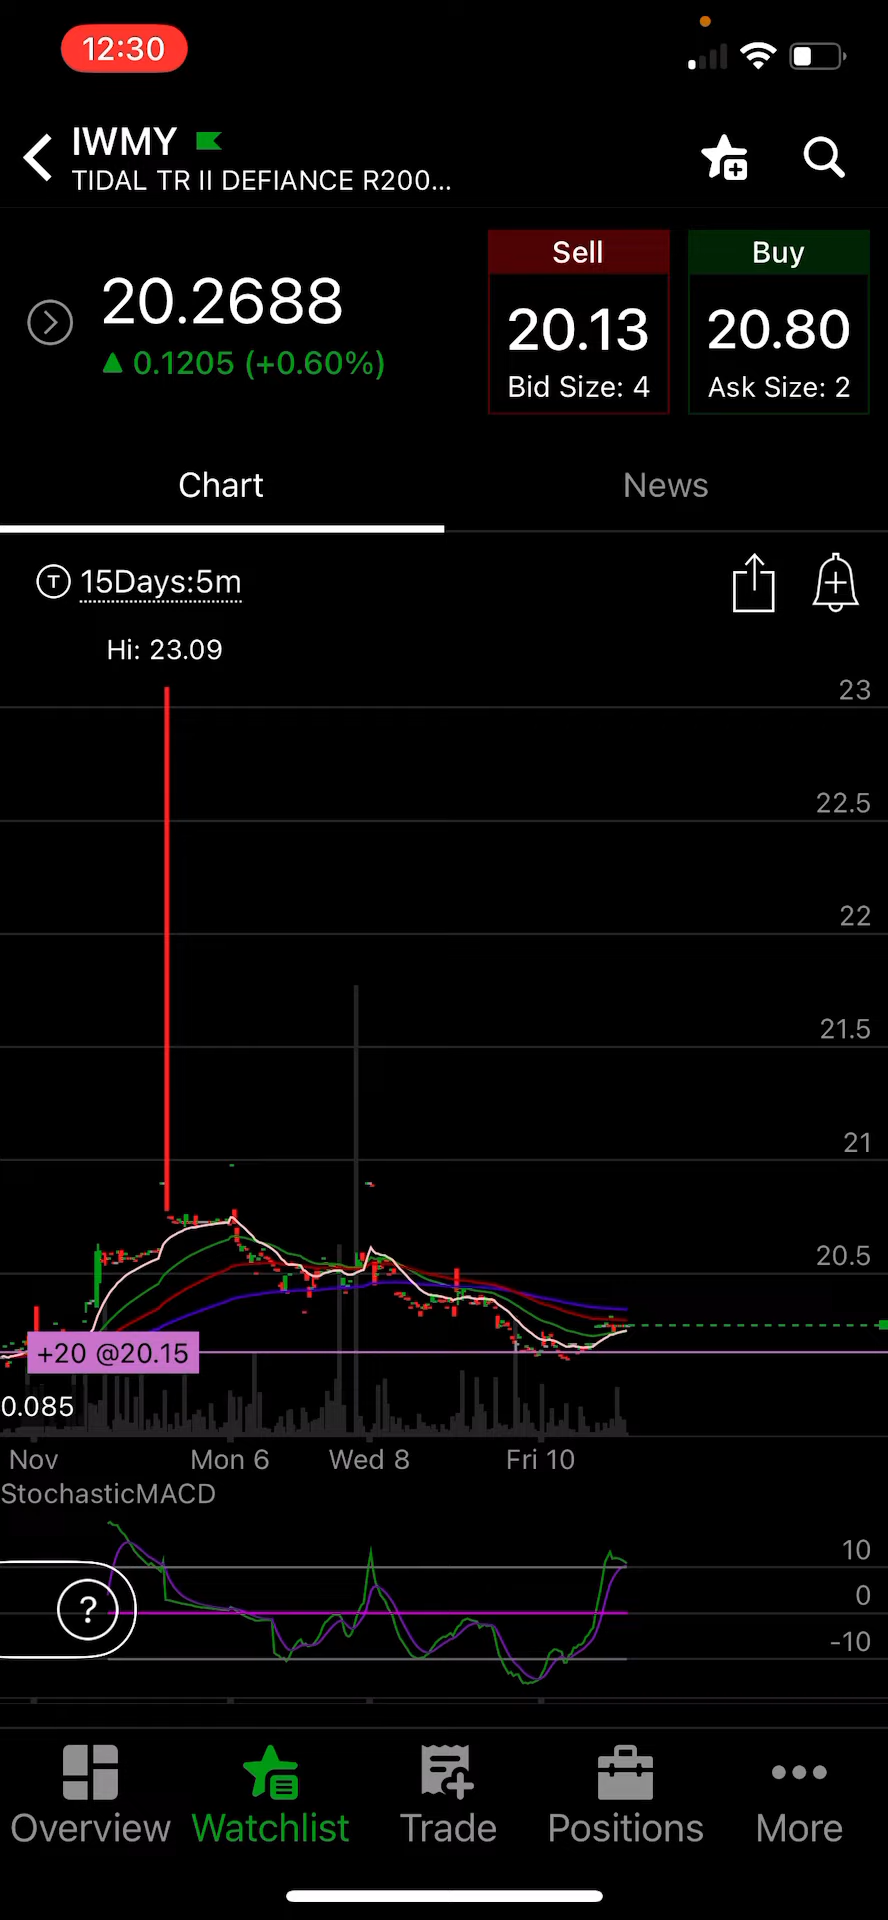 12:30
IWMY
TIDAL TR II DEFIANCE R200...
20.2688
▲ 0.1205 (+0.60%)
Sell
20.13
Bid Size: 4
Buy
20.80
Ask Size: 2
Chart
News
T 15Days:5m
Hi: 23.09
23
22.5
22
21.5
21
20.5
+20 @20.15
0.085
Nov
Mon 6
Wed 8
Fri 10
StochasticMACD
10
0
-10
?
Overview
Watchlist
Trade
Positions
More